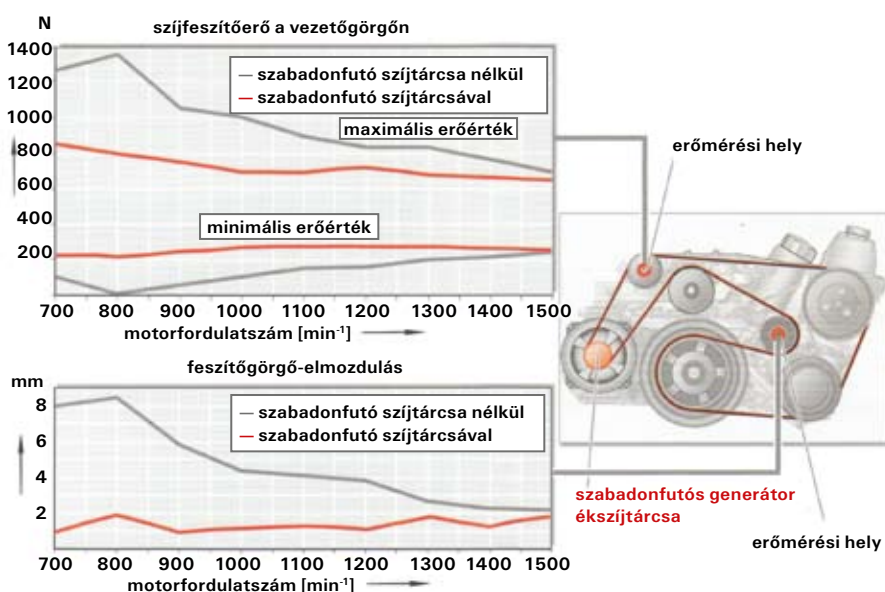 N
szíjfeszítőerő a vezetőgörgőn
1400
1200
1000
800
600
400
200
szabadonfutó szíjtárcsa nélkül
szabadonfutó szíjtárcsával
maximális erőérték
minimális erőérték
700 800 900 1000 1100 1200 1300 1400 1500
motorfordulatszám [min⁻¹]
erőmérési hely
feszítőgörgő-elmozdulás
mm
8
6
4
2
szabadonfutó szíjtárcsa nélkül
szabadonfutó szíjtárcsával
700 800 900 1000 1100 1200 1300 1400 1500
motorfordulatszám [min⁻¹]
szabadonfutós generátor
ékszíjtárcsa
erőmérési hely